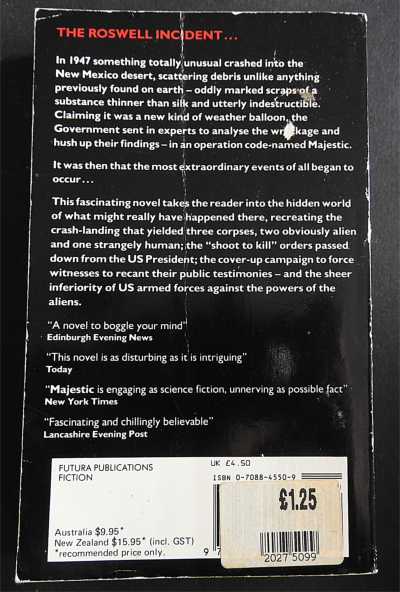 THE ROSWELL INCIDENT...
In 1947 something totally unusual crashed into the
New Mexico desert, scattering debris unlike anything
previously found on earth – oddly marked scraps of a
substance thinner than silk and utterly indestructible.
Claiming it was a new kind of weather balloon, the
Government sent in experts to analyse the wreckage and
hush up their findings – in an operation code-named Majestic.
It was then that the most extraordinary events of all began to
occur...
This fascinating novel takes the reader into the hidden world
of what might really have happened there, recreating the
crash-landing that yielded three corpses, two obviously alien
and one strangely human; the “shoot to kill” orders passed
down from the US President; the cover-up campaign to force
witnesses to recant their public testimonies – and the sheer
inferiority of US armed forces against the powers of the
aliens.
“A novel to boggle your mind”
Edinburgh Evening News
“This novel is as disturbing as it is intriguing”
Today
“Majestic is engaging as science fiction, unnerving as possible fact”
New York Times
“Fascinating and chillingly believable”
Lancashire Evening Post
FUTURA PUBLICATIONS
FICTION
UK £4.50
ISBN 0-7088-4550-9
£1.25
Australia $9.95*
New Zealand $15.95* (incl. GST)
*recommended price only.
9 7
2027 5099